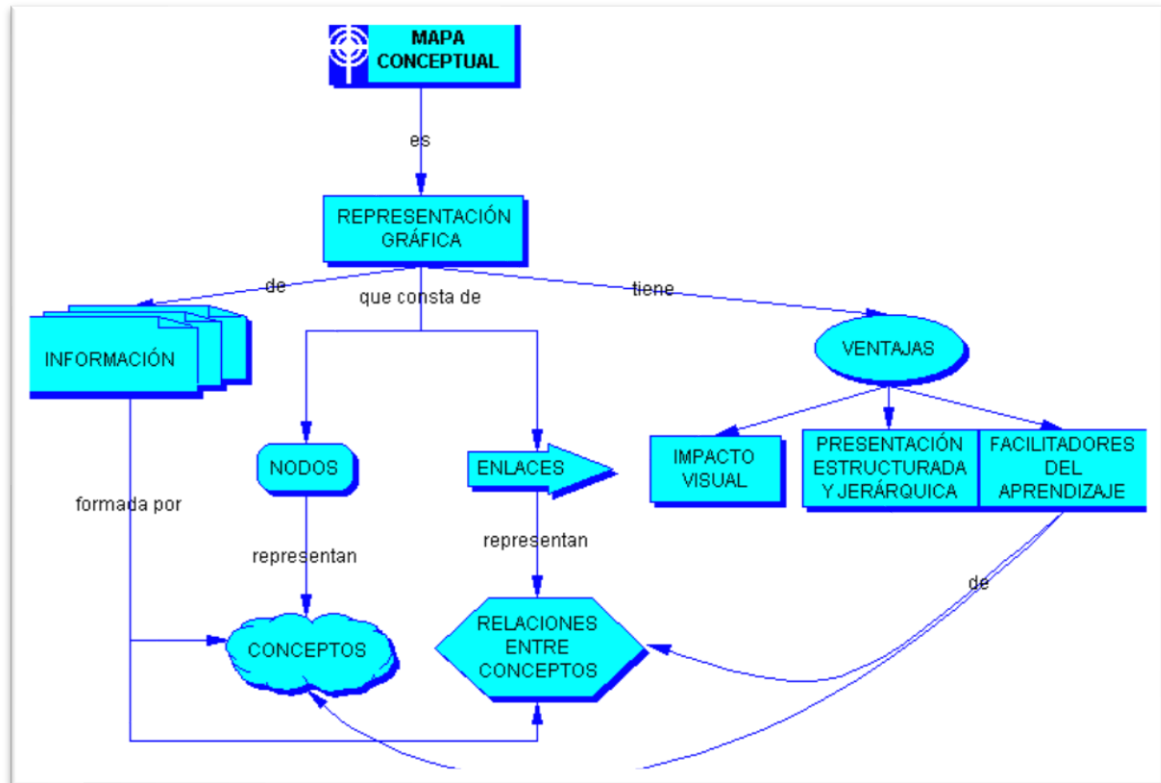 MAPA
CONCEPTUAL
es
REPRESENTACIÓN
GRÁFICA
de
que consta de
tiene
INFORMACIÓN
VENTAJAS
NODOS
ENLACES
IMPACTO
VISUAL
PRESENTACIÓN
ESTRUCTURADA
Y JERÁRQUICA
FACILITADORES
DEL
APRENDIZAJE
formada por
representan
representan
de
CONCEPTOS
RELACIONES
ENTRE
CONCEPTOS